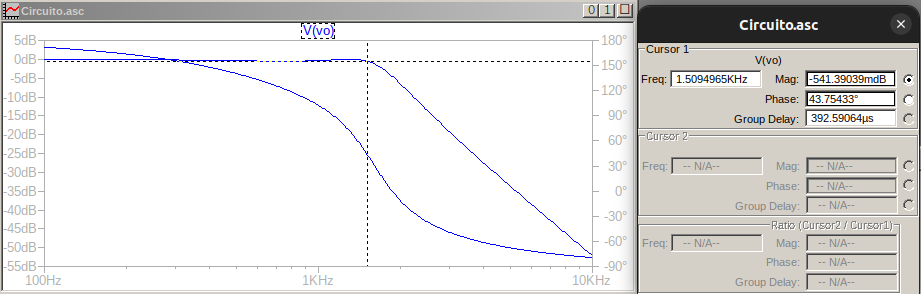 Circuito.asc
V(vo)
5dB
0dB
-5dB
-10dB
-15dB
-20dB
-25dB
-30dB
-35dB
-40dB
-45dB
-50dB
-55dB
180°
150°
120°
90°
60°
30°
0°
-30°
-60°
-90°
100Hz
1KHz
10KHz
Circuito.asc
Cursor 1
V(vo)
Freq: 1.5094965KHz Mag: -541.39039mdB
Phase: 43.75433°
Group Delay: 392.59064µs
Cursor 2
Freq: -- N/A-- Mag: -- N/A--
Phase: -- N/A--
Group Delay: -- N/A--
Ratio (Cursor2 / Cursor1)
Freq: -- N/A-- Mag: -- N/A--
Phase: -- N/A--
Group Delay: -- N/A--